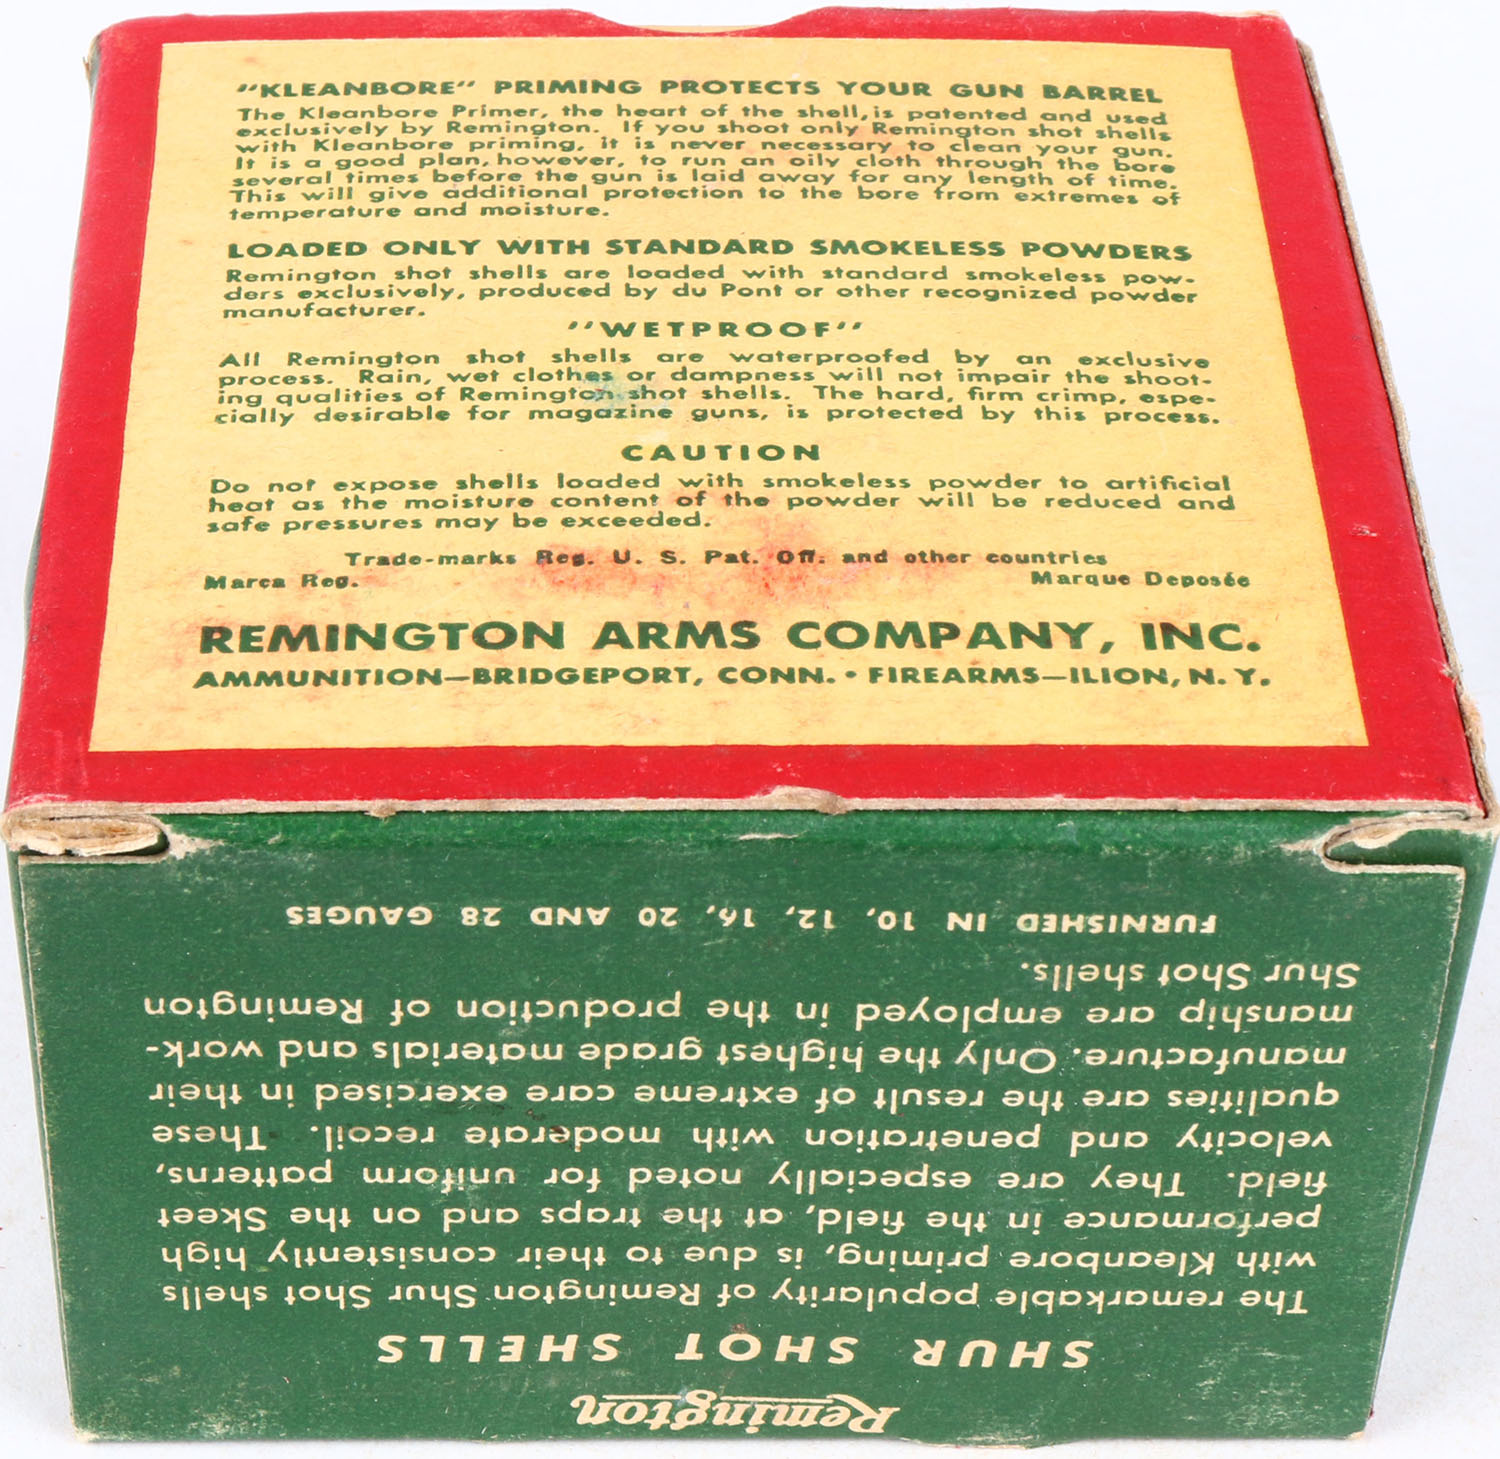 "KLEANBORE" PRIMING PROTECTS YOUR GUN BARREL
The Kleanbore Primer, the heart of the shell, is patented and used
exclusively by Remington. If you shoot only Remington shot shells
with Kleanbore priming, it is never necessary to clean your gun.
It is a good plan, however, to run an oily cloth through the bore
several times before the gun is laid away for any length of time.
This will give additional protection to the bore from extremes of
temperature and moisture.
LOADED ONLY WITH STANDARD SMOKELESS POWDERS
Remington shot shells are loaded with standard smokeless pow-
ders exclusively, produced by du Pont or other recognized powder
manufacturer.
"WETPROOF"
All Remington shot shells are waterproofed by an exclusive
process. Rain, wet clothes or dampness will not impair the shoot-
ing qualities of Remington shot shells. The hard, firm crimp, espe-
cially desirable for magazine guns, is protected by this process.
CAUTION
Do not expose shells loaded with smokeless powder to artificial
heat as the moisture content of the powder will be reduced and
safe pressures may be exceeded.
Trade-marks Reg. U. S. Pat. Off. and other countries
Marca Reg. Marque Deposée
REMINGTON ARMS COMPANY, INC.
AMMUNITION—BRIDGEPORT, CONN. • FIREARMS—ILION, N. Y.
Remington
SHUR SHOT SHELLS
The remarkable popularity of Remington Shur Shot shells
with Kleanbore priming, is due to their consistently high
performance in the field, at the traps and on the Skeet
field. They are especially noted for uniform patterns,
velocity and penetration with moderate recoil. These
qualities are the result of extreme care exercised in their
manufacture. Only the highest grade materials and work-
manship are employed in the production of Remington
Shur Shot shells.
FURNISHED IN 10, 12, 16, 20 AND 28 GAUGES